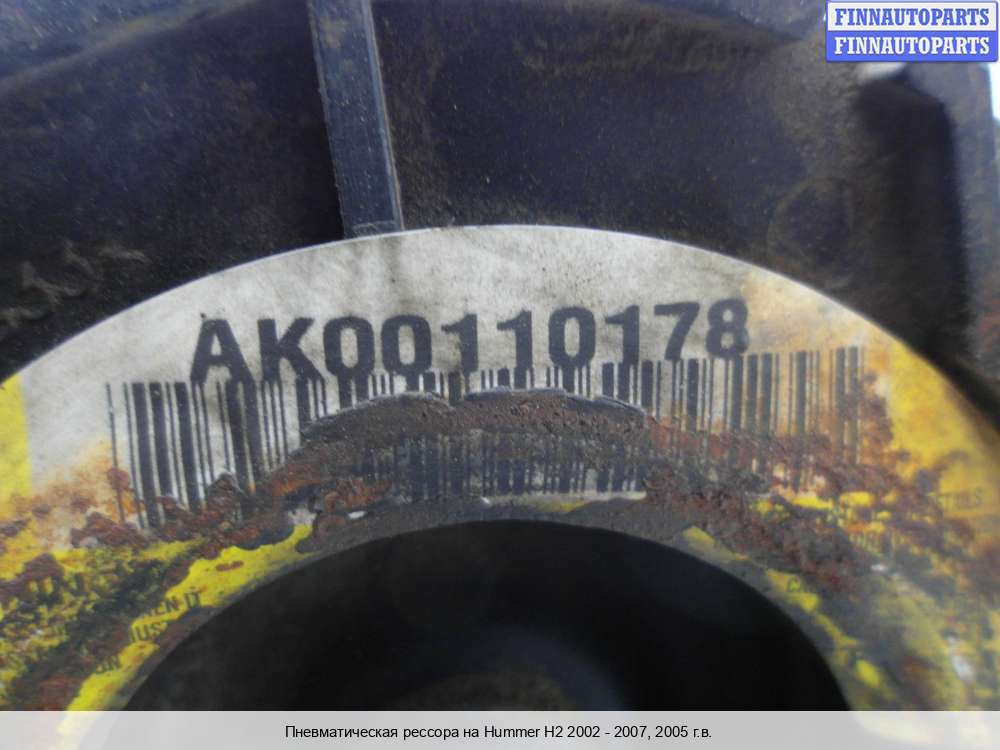 FINNAUTOPARTS
FINNAUTOPARTS
AK00110178
Пневматическая рессора на Hummer H2 2002 - 2007, 2005 г.в.